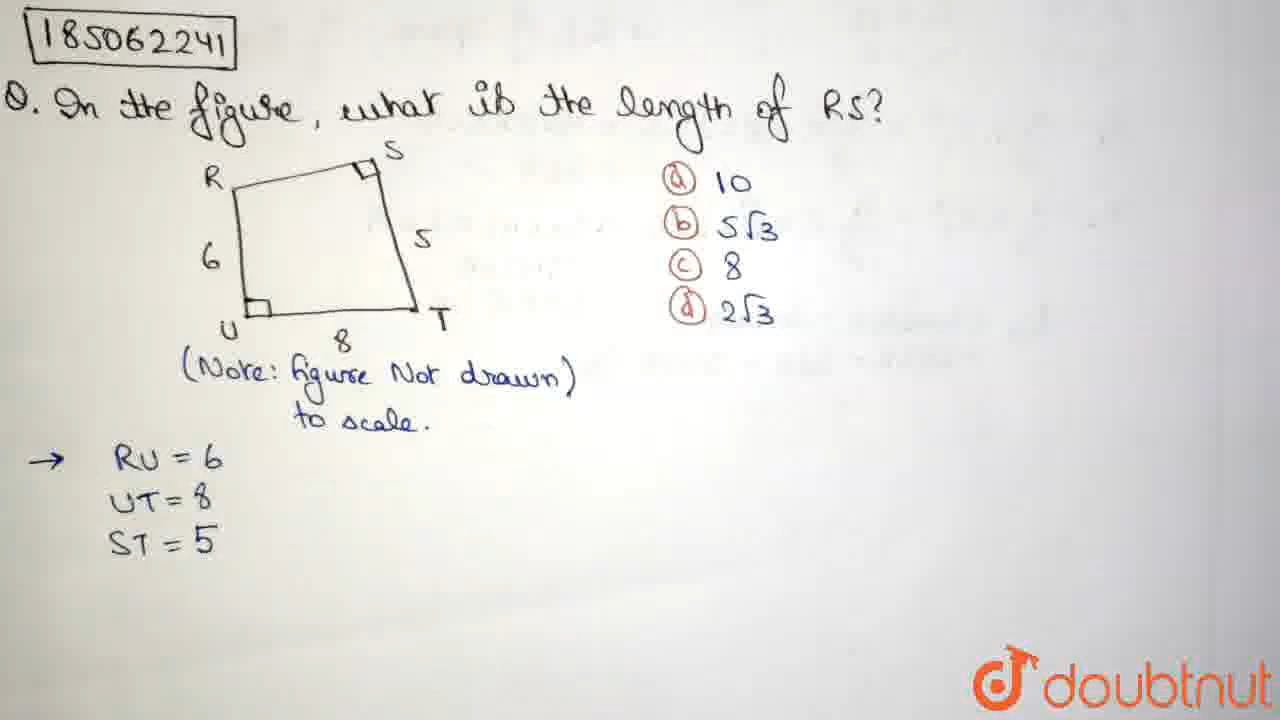 185062241
Q. In the figure, what is the length of RS?
S
R
6
5
U
T
8
(Note: figure Not drawn)
to scale.
a 10
b 5√3
c 8
d 2√3
→ RU = 6
UT = 8
ST = 5
doubtnut